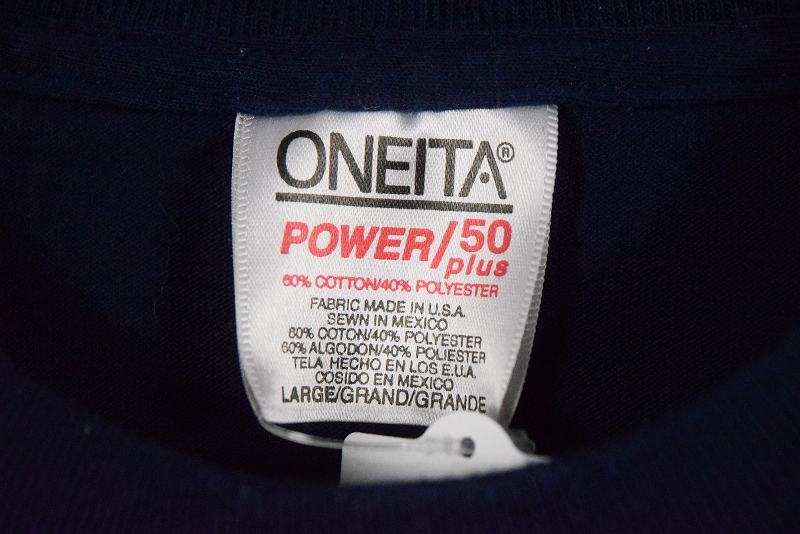 ONEITA®
POWER/50
plus
60% COTTON/40% POLYESTER
FABRIC MADE IN U.S.A.
SEWN IN MEXICO
60% COTON/40% POLYESTER
60% ALGODON/40% POLIESTER
TELA HECHO EN LOS E.U.A.
COSIDO EN MEXICO
LARGE/GRAND/GRANDE